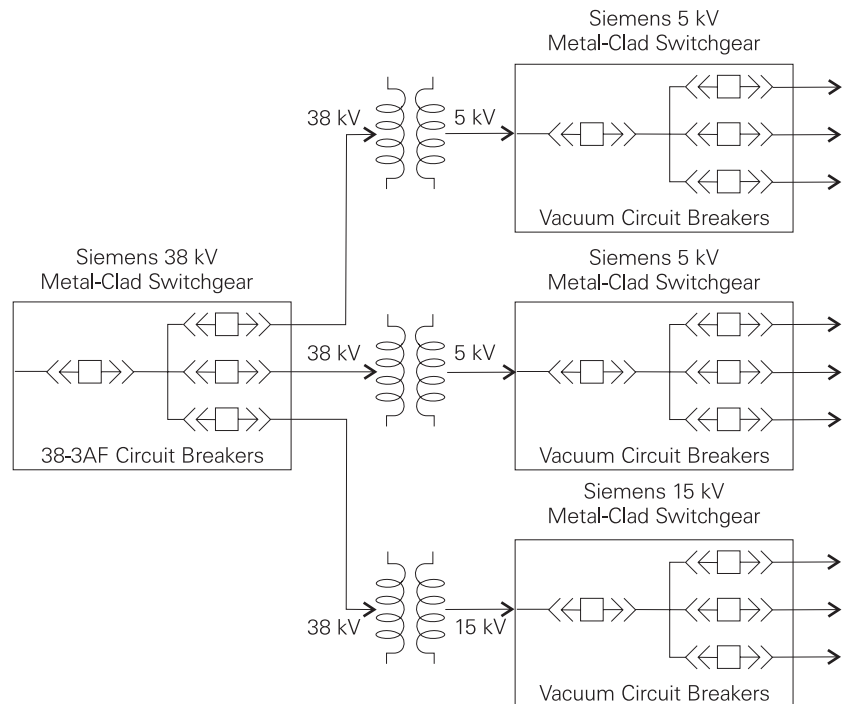 Siemens 5 kV
Metal-Clad Switchgear
38 kV
5 kV
Vacuum Circuit Breakers
Siemens 38 kV
Metal-Clad Switchgear
38-3AF Circuit Breakers
Siemens 5 kV
Metal-Clad Switchgear
38 kV
5 kV
Vacuum Circuit Breakers
Siemens 15 kV
Metal-Clad Switchgear
38 kV
15 kV
Vacuum Circuit Breakers